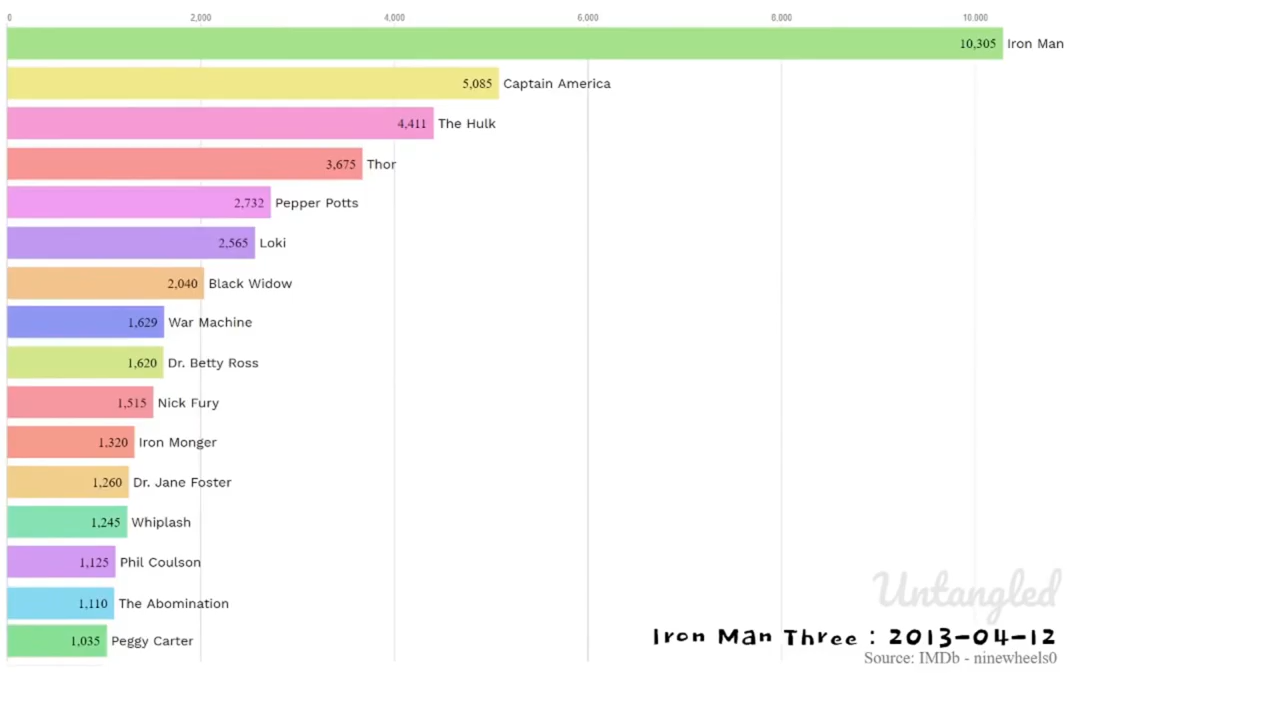 0 2,000 4,000 6,000 8,000 10,000
10,305 Iron Man
5,085 Captain America
4,411 The Hulk
3,675 Thor
2,732 Pepper Potts
2,565 Loki
2,040 Black Widow
1,629 War Machine
1,620 Dr. Betty Ross
1,515 Nick Fury
1,320 Iron Monger
1,260 Dr. Jane Foster
1,245 Whiplash
1,125 Phil Coulson
Untangled
1,110 The Abomination
1,035 Peggy Carter
Iron Man Three : 2013-04-12
Source: IMDb - ninewheels0